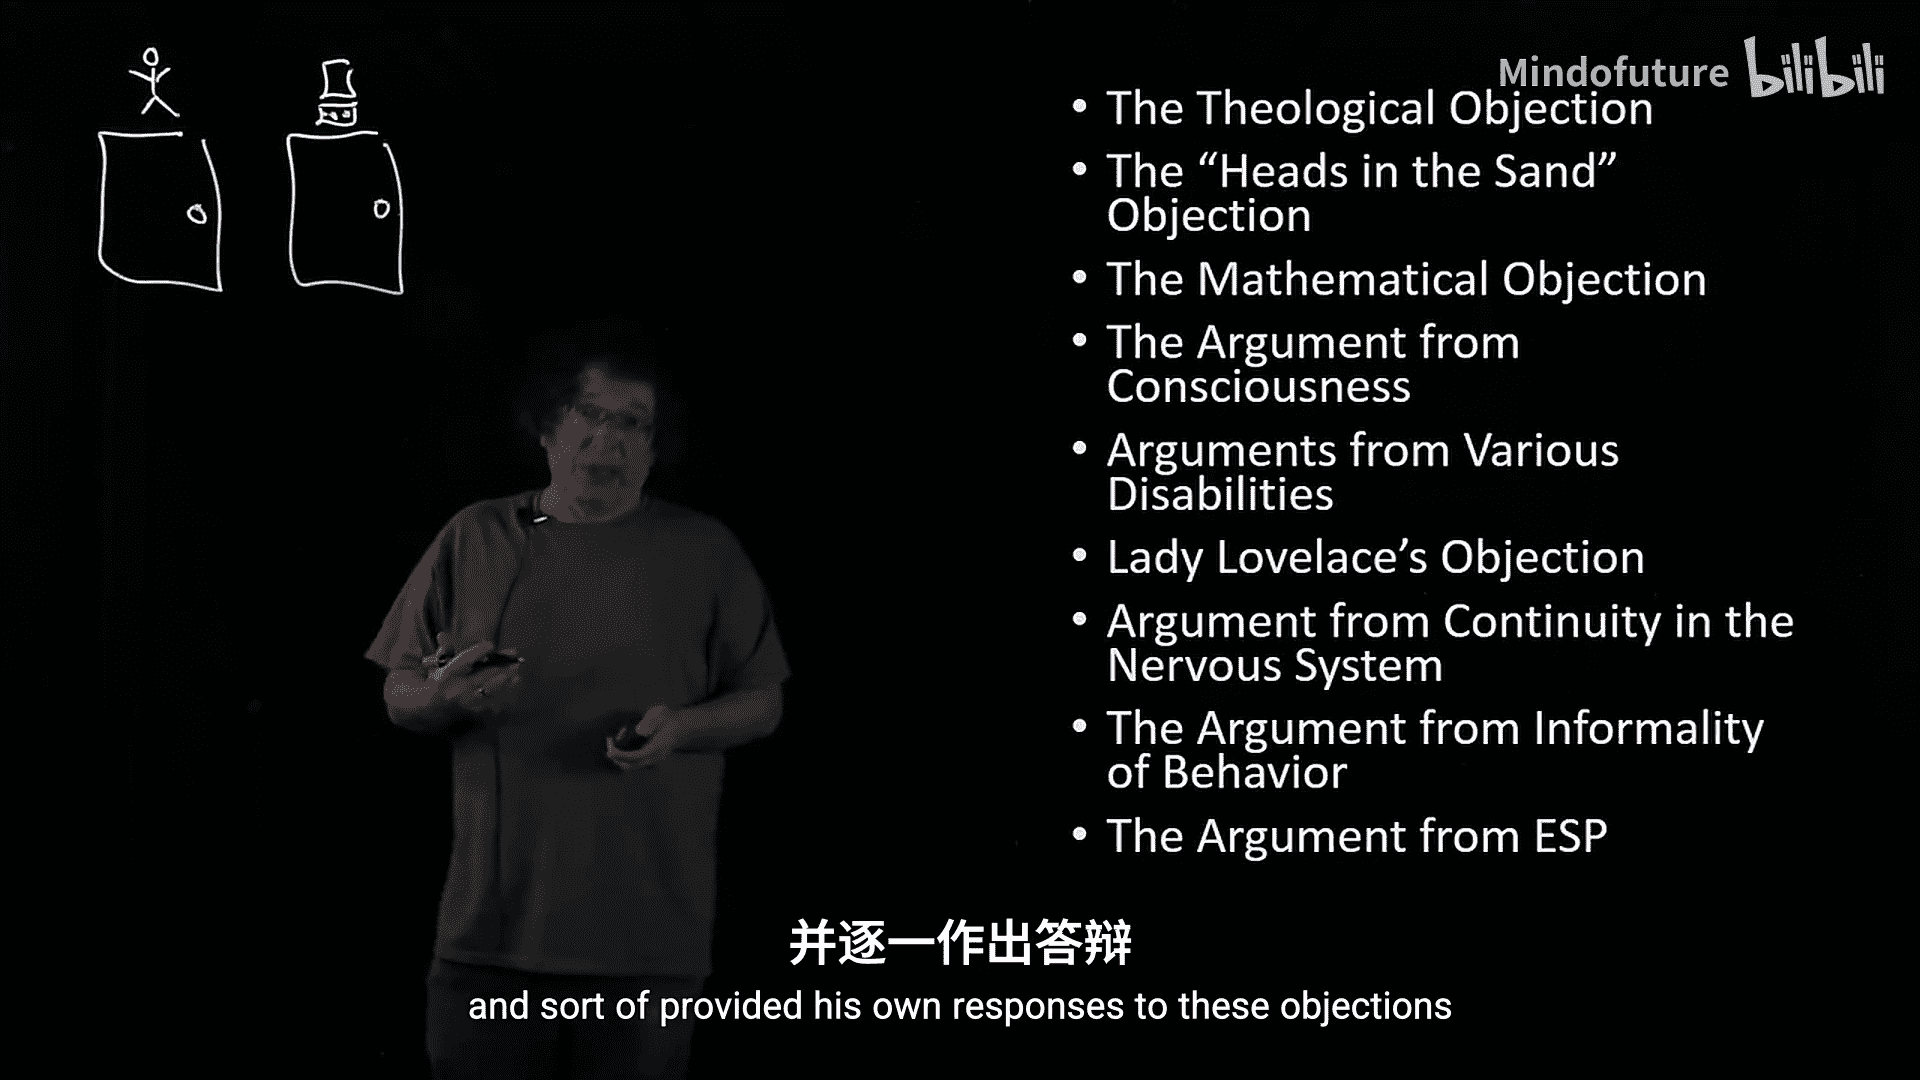 Mindofuture bilibili
• The Theological Objection
• The “Heads in the Sand”
Objection
• The Mathematical Objection
• The Argument from
Consciousness
• Arguments from Various
Disabilities
• Lady Lovelace’s Objection
• Argument from Continuity in the
Nervous System
• The Argument from Informality
of Behavior
• The Argument from ESP
并逐一作出答辩
and sort of provided his own responses to these objections